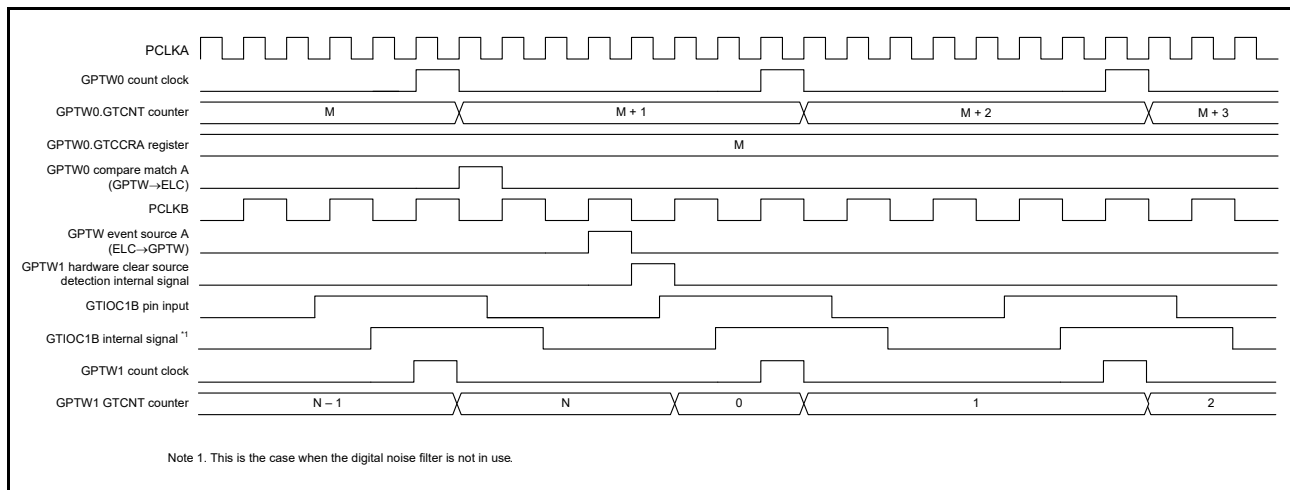 PCLKA
GPTW0 count clock
GPTW0.GTCNT counter
M
M + 1
M + 2
M + 3
GPTW0.GTCCRA register
M
GPTW0 compare match A
(GPTW→ELC)
PCLKB
GPTW event source A
(ELC→GPTW)
GPTW1 hardware clear source
detection internal signal
GTIOC1B pin input
GTIOC1B internal signal *1
GPTW1 count clock
GPTW1 GTCNT counter
N – 1
N
0
1
2
Note 1. This is the case when the digital noise filter is not in use.